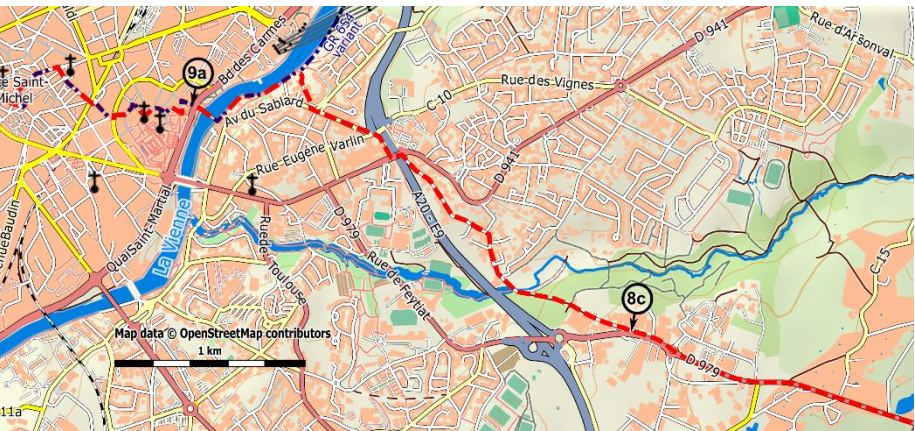 Bd des Carmes
GR 654
Variant
D 941
Rue d'Arsonval
Saint-
Michel
9a
Rue des Vignes
C 10
Av du Sablard
Rue Eugène Varlin
D 941
Quai Saint-Martial
La Vienne
Rue de Toulouse
D 979
Rue de Feytiat
A20 - E9
C 15
8c
Map data © OpenStreetMap contributors
1 km
D 979
11a